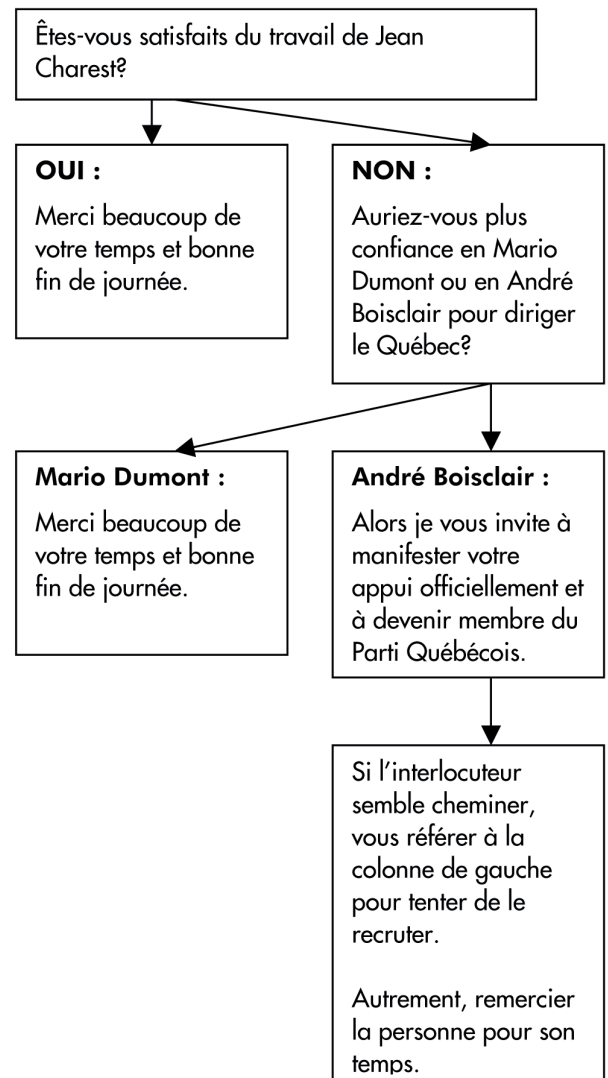 Êtes-vous satisfaits du travail de Jean
Charest?
OUI :
Merci beaucoup de
votre temps et bonne
fin de journée.
NON :
Auriez-vous plus
confiance en Mario
Dumont ou en André
Boisclair pour diriger
le Québec?
Mario Dumont :
Merci beaucoup de
votre temps et bonne
fin de journée.
André Boisclair :
Alors je vous invite à
manifester votre
appui officiellement et
à devenir membre du
Parti Québécois.
Si l'interlocuteur
semble cheminer,
vous référer à la
colonne de gauche
pour tenter de le
recruter.
Autrement, remercier
la personne pour son
temps.